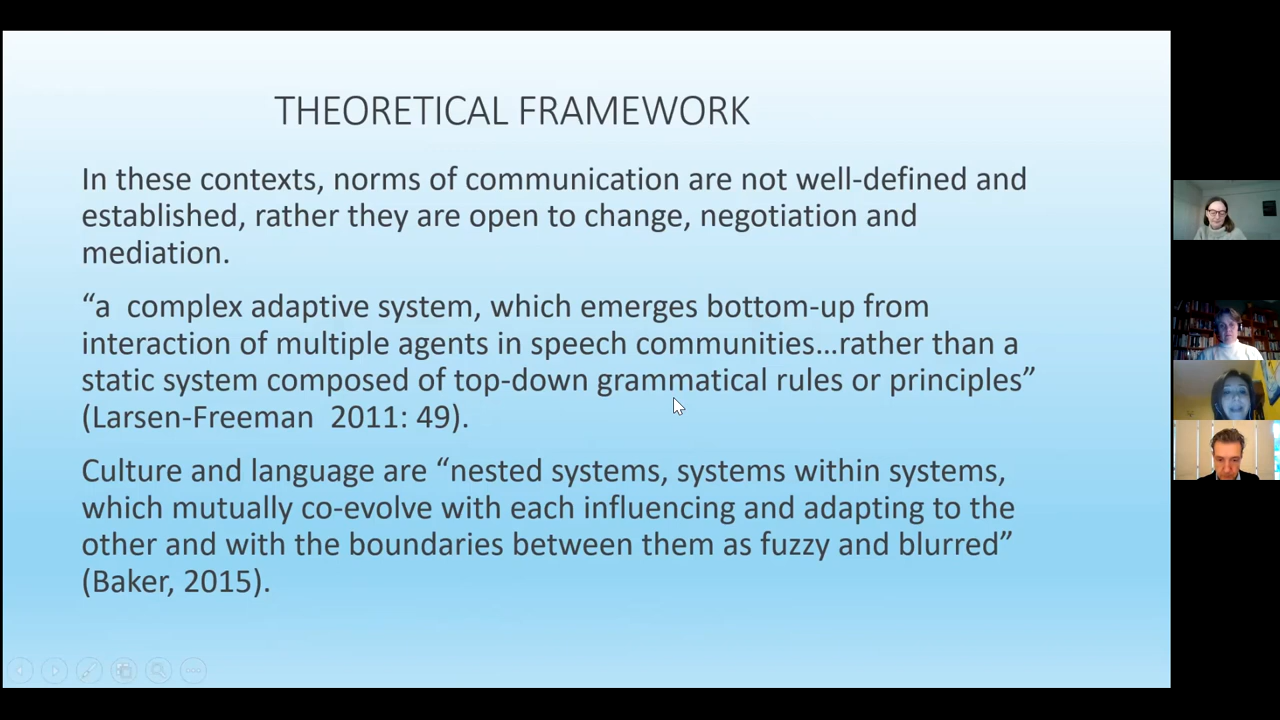 THEORETICAL FRAMEWORK
In these contexts, norms of communication are not well-defined and
established, rather they are open to change, negotiation and
mediation.
“a  complex adaptive system, which emerges bottom-up from
interaction of multiple agents in speech communities…rather than a
static system composed of top-down grammatical rules or principles”
(Larsen-Freeman  2011: 49).
Culture and language are “nested systems, systems within systems,
which mutually co-evolve with each influencing and adapting to the
other and with the boundaries between them as fuzzy and blurred”
(Baker, 2015).